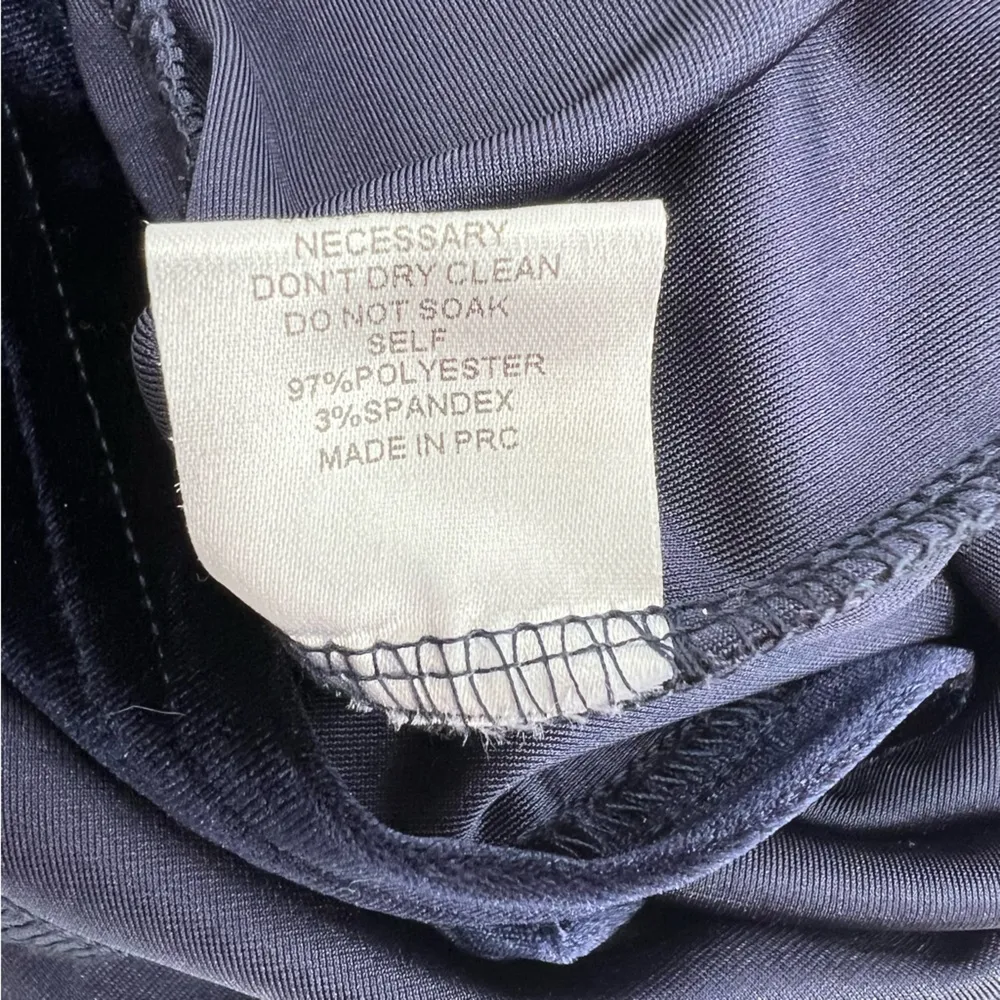 NECESSARY
DON'T DRY CLEAN
DO NOT SOAK
SELF
97%POLYESTER
3%SPANDEX
MADE IN PRC